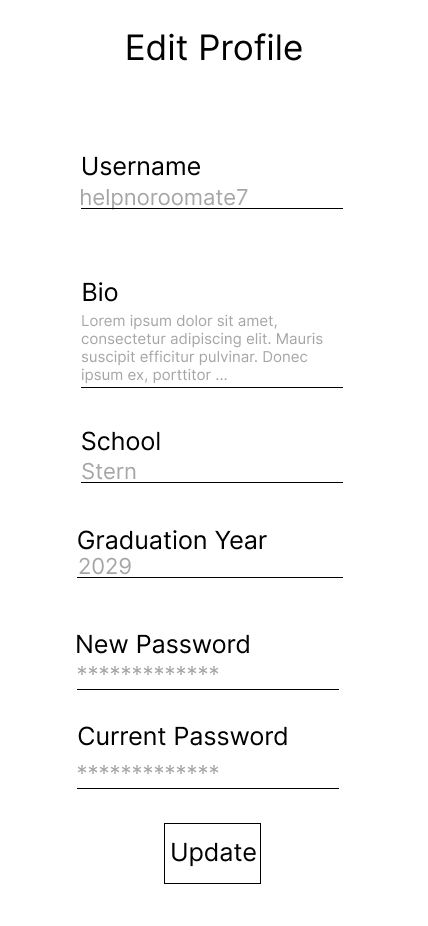 Edit Profile
Username
helpnoroomate7
Bio
Lorem ipsum dolor sit amet,
consectetur adipiscing elit. Mauris
suscipit efficitur pulvinar. Donec
ipsum ex, porttitor ...
School
Stern
Graduation Year
2029
New Password
*************
Current Password
*************
Update